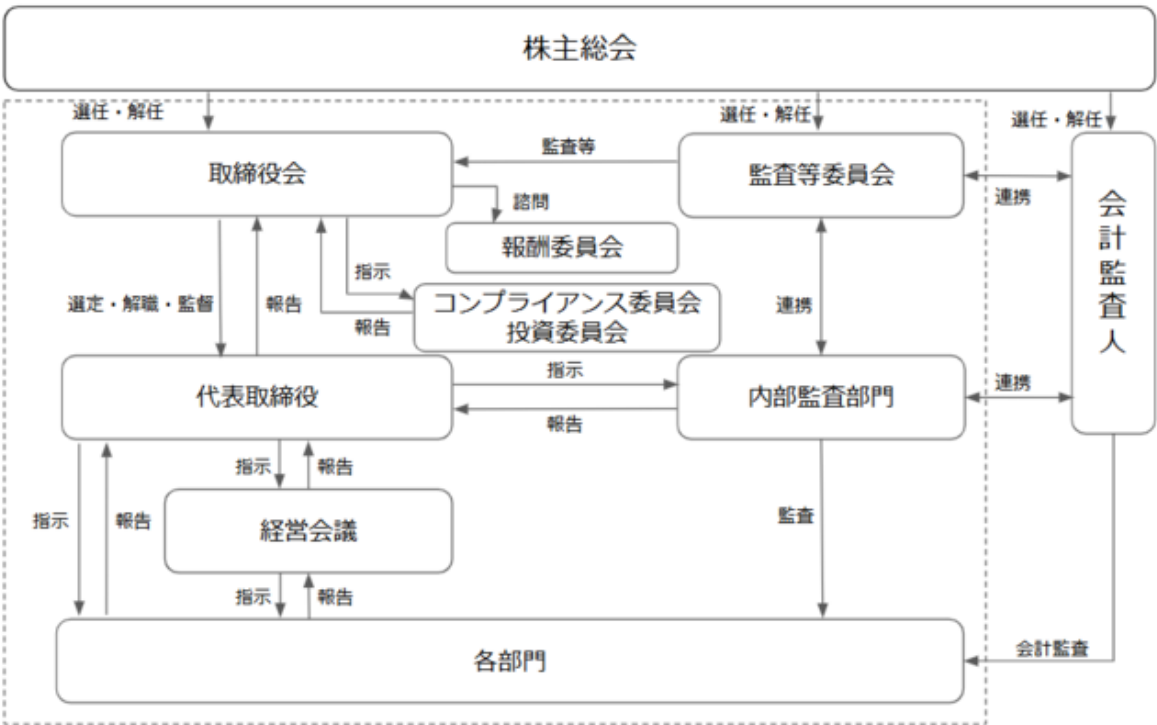 株主総会
選任・解任
選任・解任
選任・解任
取締役会
監査等
監査等委員会
連携
会計監査人
諮問
報酬委員会
指示
報告
コンプライアンス委員会
投資委員会
選定・解職・監督
報告
連携
代表取締役
指示
報告
内部監査部門
連携
指示
報告
指示
報告
経営会議
監査
指示
報告
各部門
会計監査